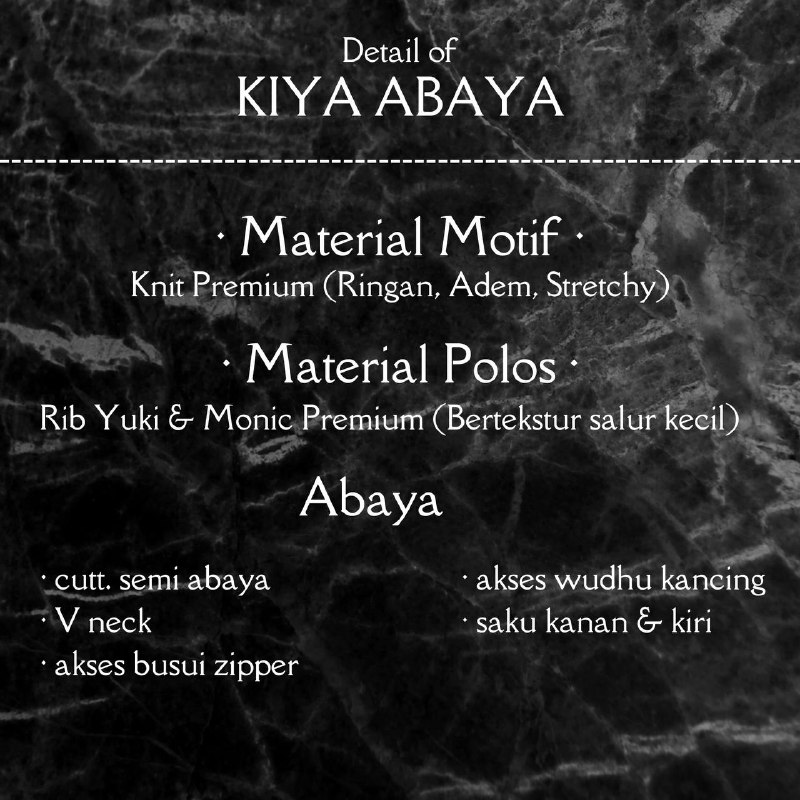 Detail of
KIYA ABAYA
· Material Motif ·
Knit Premium (Ringan, Adem, Stretchy)
· Material Polos ·
Rib Yuki & Monic Premium (Bertekstur salur kecil)
Abaya
· cutt. semi abaya
· V neck
· akses busui zipper
· akses wudhu kancing
· saku kanan & kiri